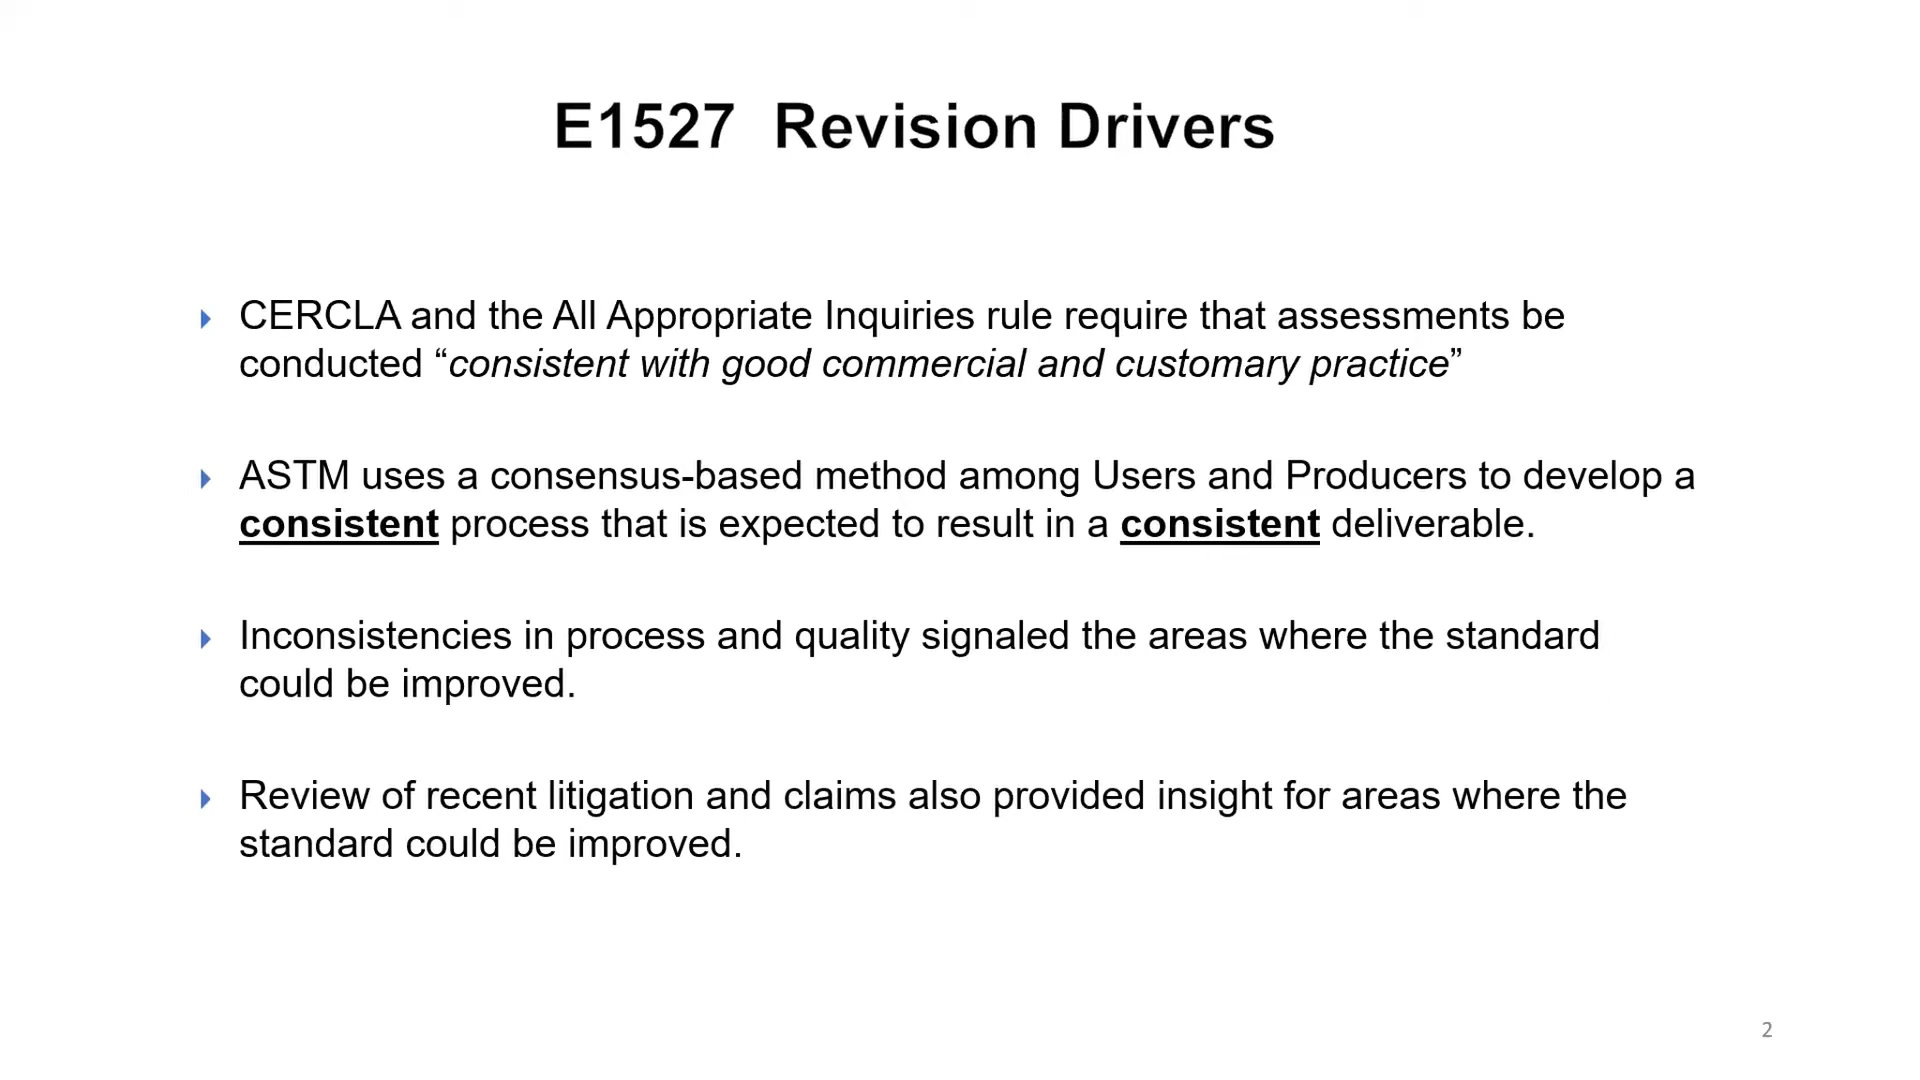 E1527  Revision Drivers
CERCLA and the All Appropriate Inquiries rule require that assessments be
conducted “consistent with good commercial and customary practice”
ASTM uses a consensus-based method among Users and Producers to develop a
consistent process that is expected to result in a consistent deliverable.
Inconsistencies in process and quality signaled the areas where the standard
could be improved.
Review of recent litigation and claims also provided insight for areas where the
standard could be improved.
2